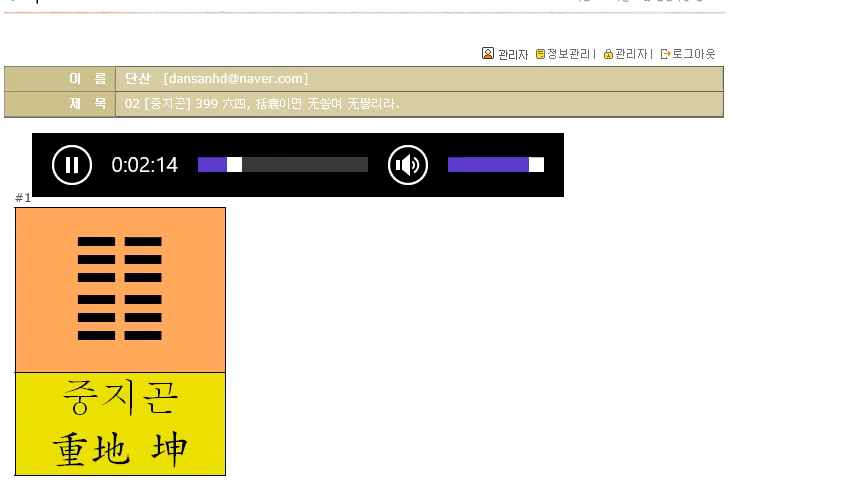 관리자 정보관리| 관리자| 로그아웃
이 름 단산 [dansanhd@naver.com]
제 목 02 [중지곤] 399 六四, 括囊이면 无咎며 无譽리라.
0:02:14
#1
중지곤
重地 坤